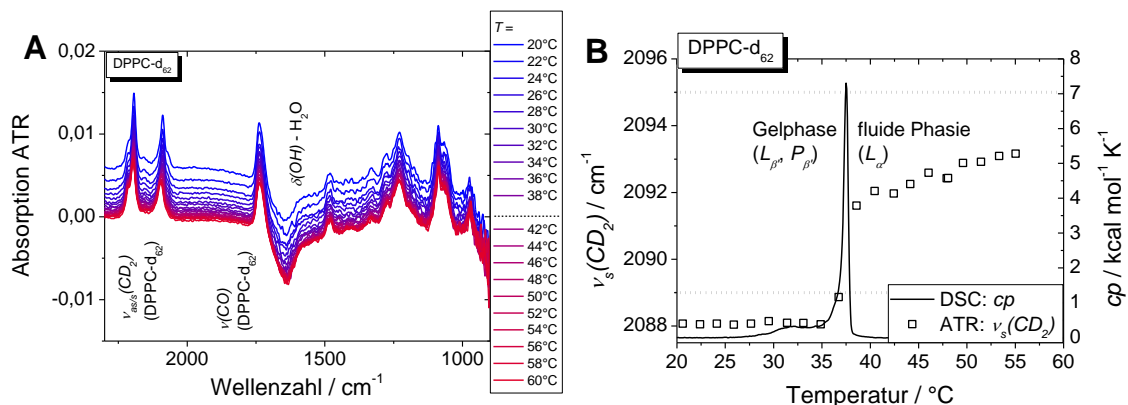 A
DPPC-d62
Absorption ATR
0,02
0,01
0,00
-0,01
δ(OH) - H2O
νas/s(CD2)
(DPPC-d62)
ν(CO)
(DPPC-d62)
2000
1500
1000
Wellenzahl / cm-1
T =
20°C
22°C
24°C
26°C
28°C
30°C
32°C
34°C
36°C
38°C
42°C
44°C
46°C
48°C
50°C
52°C
54°C
56°C
58°C
60°C
B
DPPC-d62
νs(CD2) / cm-1
2096
2095
2092
2089
2088
Gelphase
(Lβ', Pβ')
fluide Phasie
(Lα)
8
7
6
5
4
3
2
1
0
cp / kcal mol-1 K-1
DSC: cp
ATR: νs(CD2)
20
25
30
35
40
45
50
55
60
Temperatur / °C